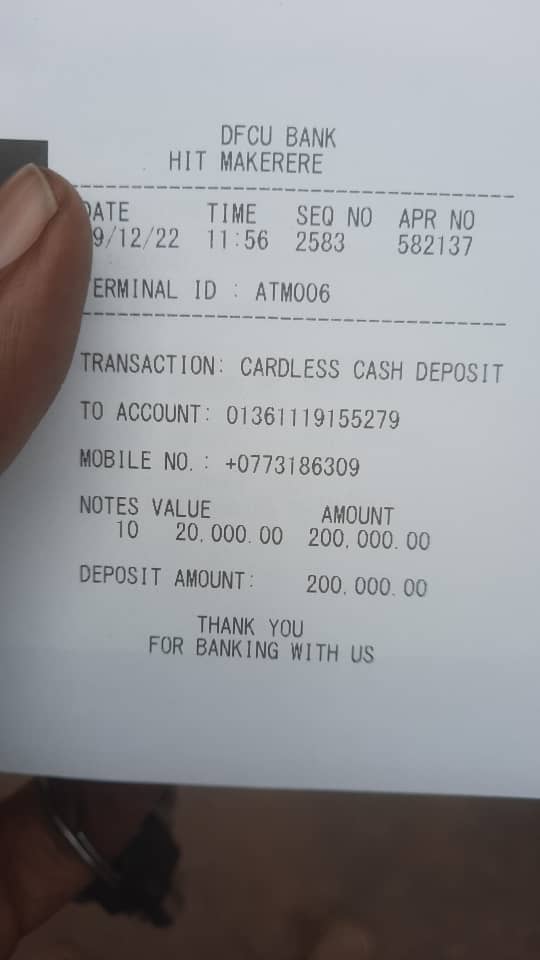 DFCU BANK
HIT MAKERERE
DATE TIME SEQ NO APR NO
9/12/22 11:56 2583 582137
TERMINAL ID : ATM006
TRANSACTION: CARDLESS CASH DEPOSIT
TO ACCOUNT: 01361119155279
MOBILE NO. : +0773186309
NOTES VALUE AMOUNT
10 20,000.00 200,000.00
DEPOSIT AMOUNT: 200,000.00
THANK YOU
FOR BANKING WITH US